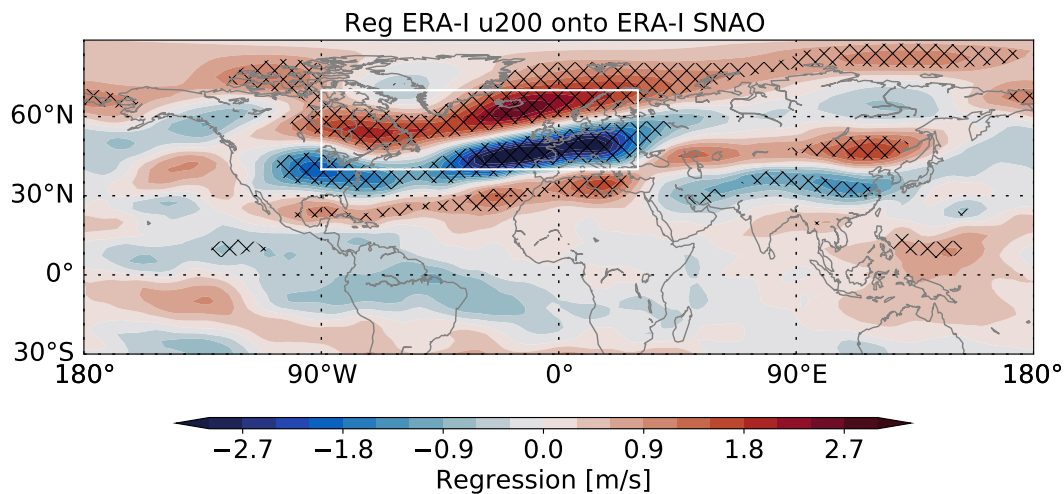 Reg ERA-I u200 onto ERA-I SNAO
60°N
30°N
0°
30°S
180° 90°W 0° 90°E 180°
−2.7 −1.8 −0.9 0.0 0.9 1.8 2.7
Regression [m/s]